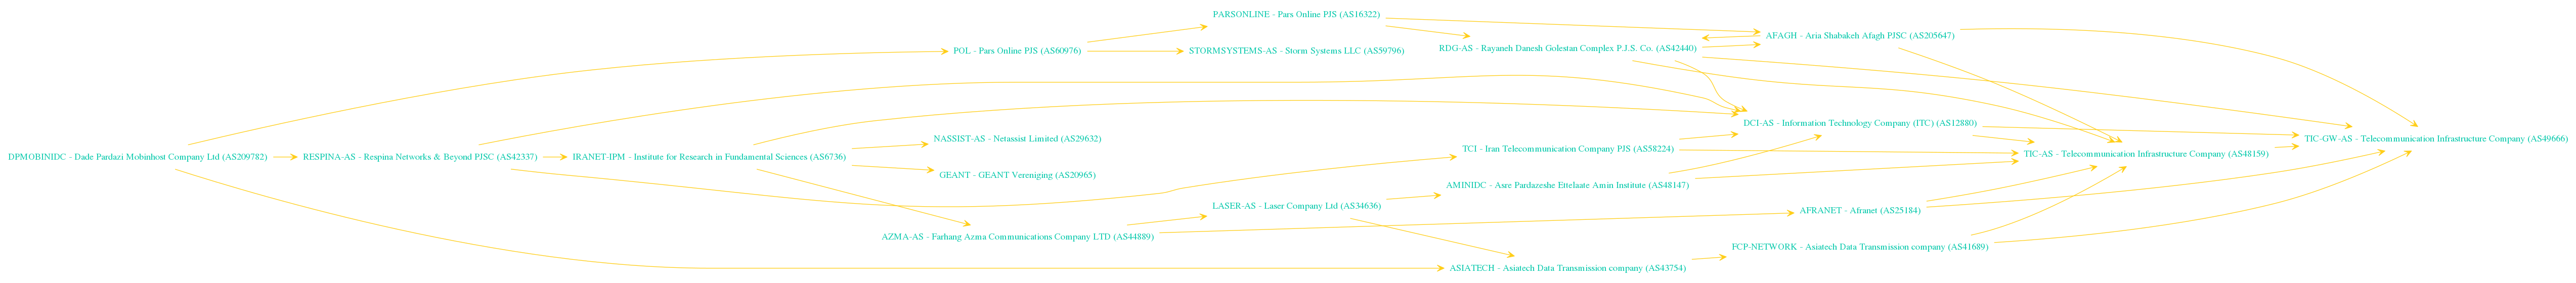 PARSONLINE - Pars Online PJS (AS16322)
AFAGH - Aria Shabakeh Afagh PJSC (AS205647)
POL - Pars Online PJS (AS60976)
STORMSYSTEMS-AS - Storm Systems LLC (AS59796)
RDG-AS - Rayaneh Danesh Golestan Complex P.J.S. Co. (AS42440)
DCI-AS - Information Technology Company (ITC) (AS12880)
NASSIST-AS - Netassist Limited (AS29632)
TIC-GW-AS - Telecommunication Infrastructure Company (AS49666)
TCI - Iran Telecommunication Company PJS (AS58224)
TIC-AS - Telecommunication Infrastructure Company (AS48159)
DPMOBINIDC - Dade Pardazi Mobinhost Company Ltd (AS209782)
RESPINA-AS - Respina Networks & Beyond PJSC (AS42337)
IRANET-IPM - Institute for Research in Fundamental Sciences (AS6736)
GEANT - GEANT Vereniging (AS20965)
AMINIDC - Asre Pardazeshe Ettelaate Amin Institute (AS48147)
LASER-AS - Laser Company Ltd (AS34636)
AFRANET - Afranet (AS25184)
AZMA-AS - Farhang Azma Communications Company LTD (AS44889)
FCP-NETWORK - Asiatech Data Transmission company (AS41689)
ASIATECH - Asiatech Data Transmission company (AS43754)